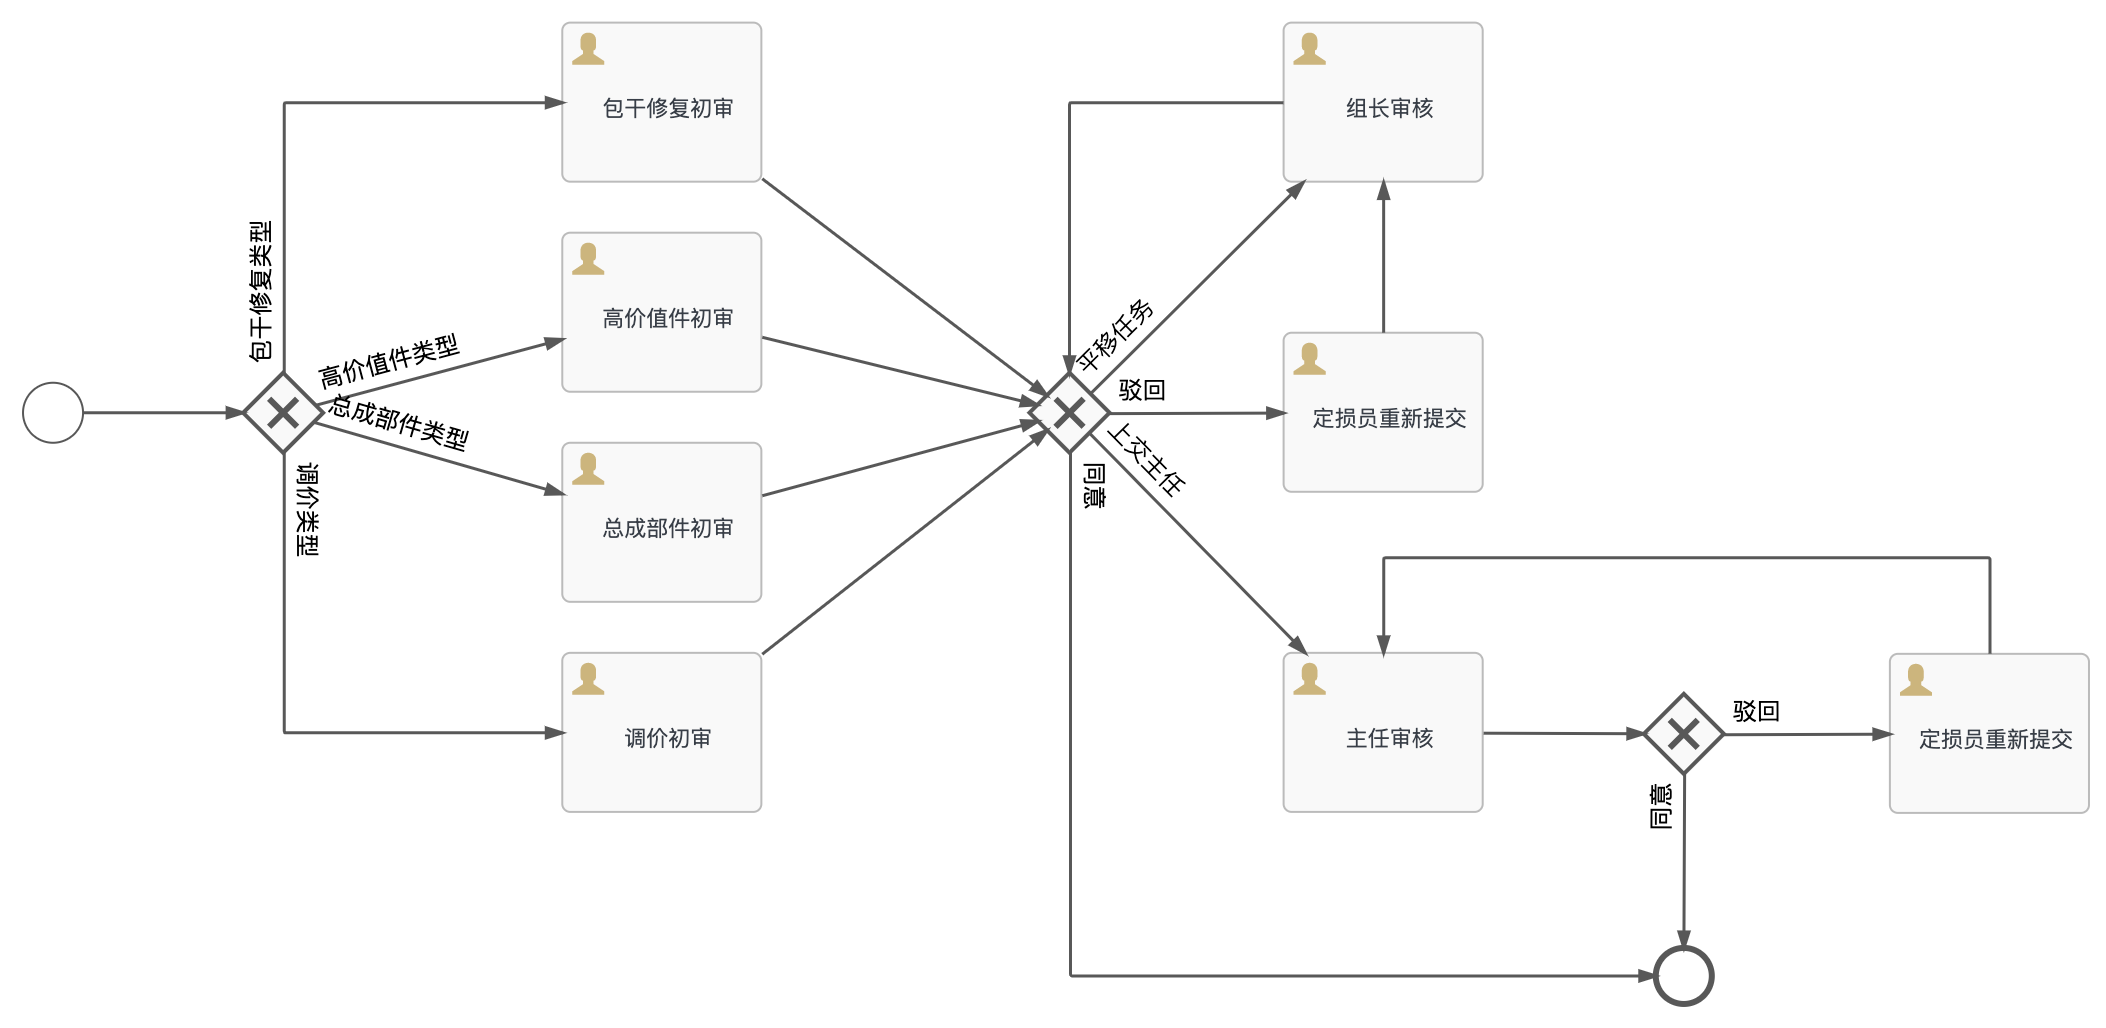 包干修复初审
组长审核
包干修复类型
高价值件初审
高价值件类型
平移任务
驳回
定损员重新提交
总成部件类型
上交主任
同意
调价类型
总成部件初审
调价初审
主任审核
驳回
定损员重新提交
同意